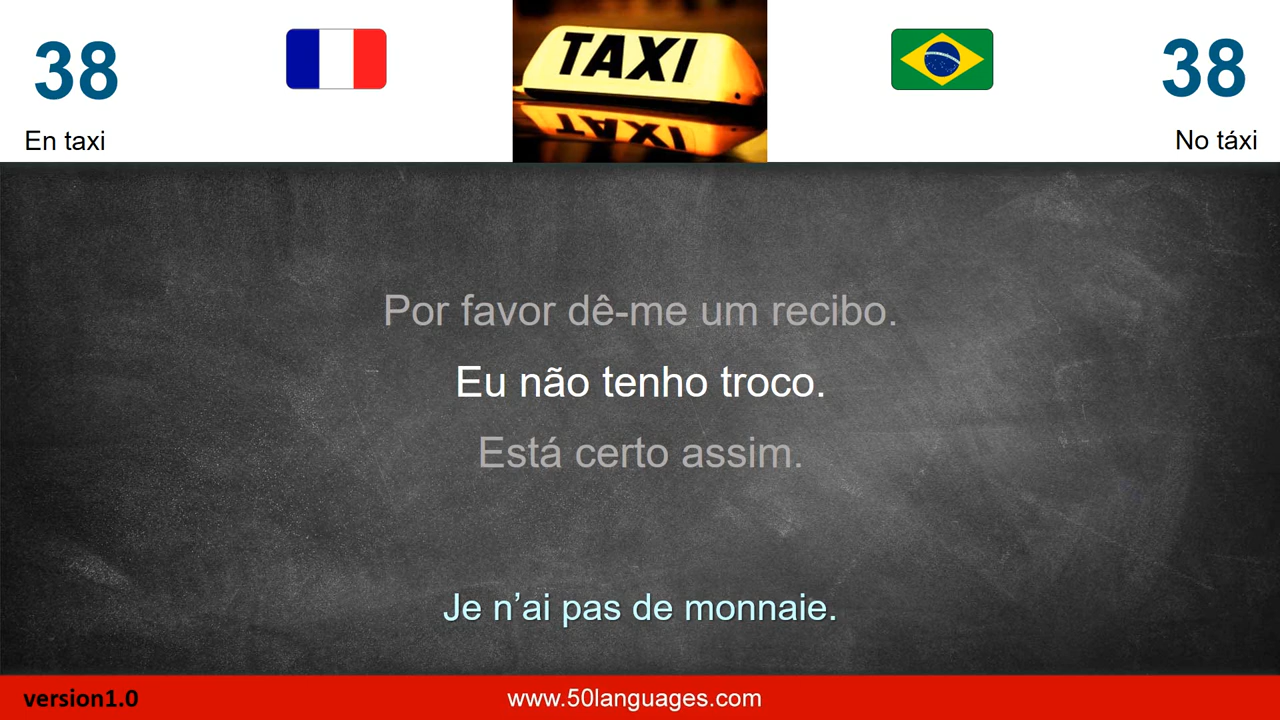 38
38
TAXI
En taxi
No táxi
Por favor dê-me um recibo.
Eu não tenho troco.
Está certo assim.
Je n’ai pas de monnaie.
version1.0
www.50languages.com